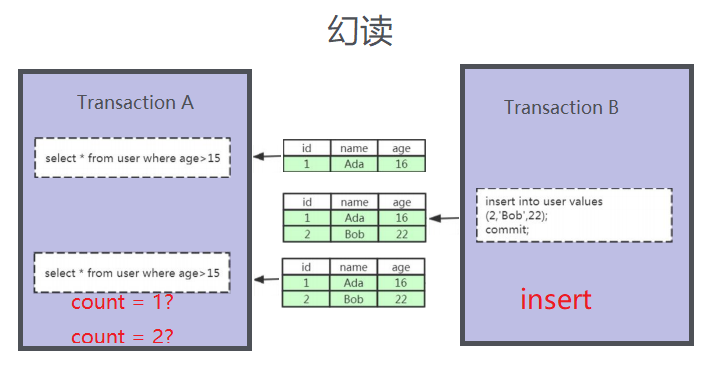 幻读
Transaction A
select * from user where age>15
select * from user where age>15
count = 1?
count = 2?
id name age
1 Ada 16
id name age
1 Ada 16
2 Bob 22
id name age
1 Ada 16
2 Bob 22
Transaction B
insert into user values
(2,'Bob',22);
commit;
insert